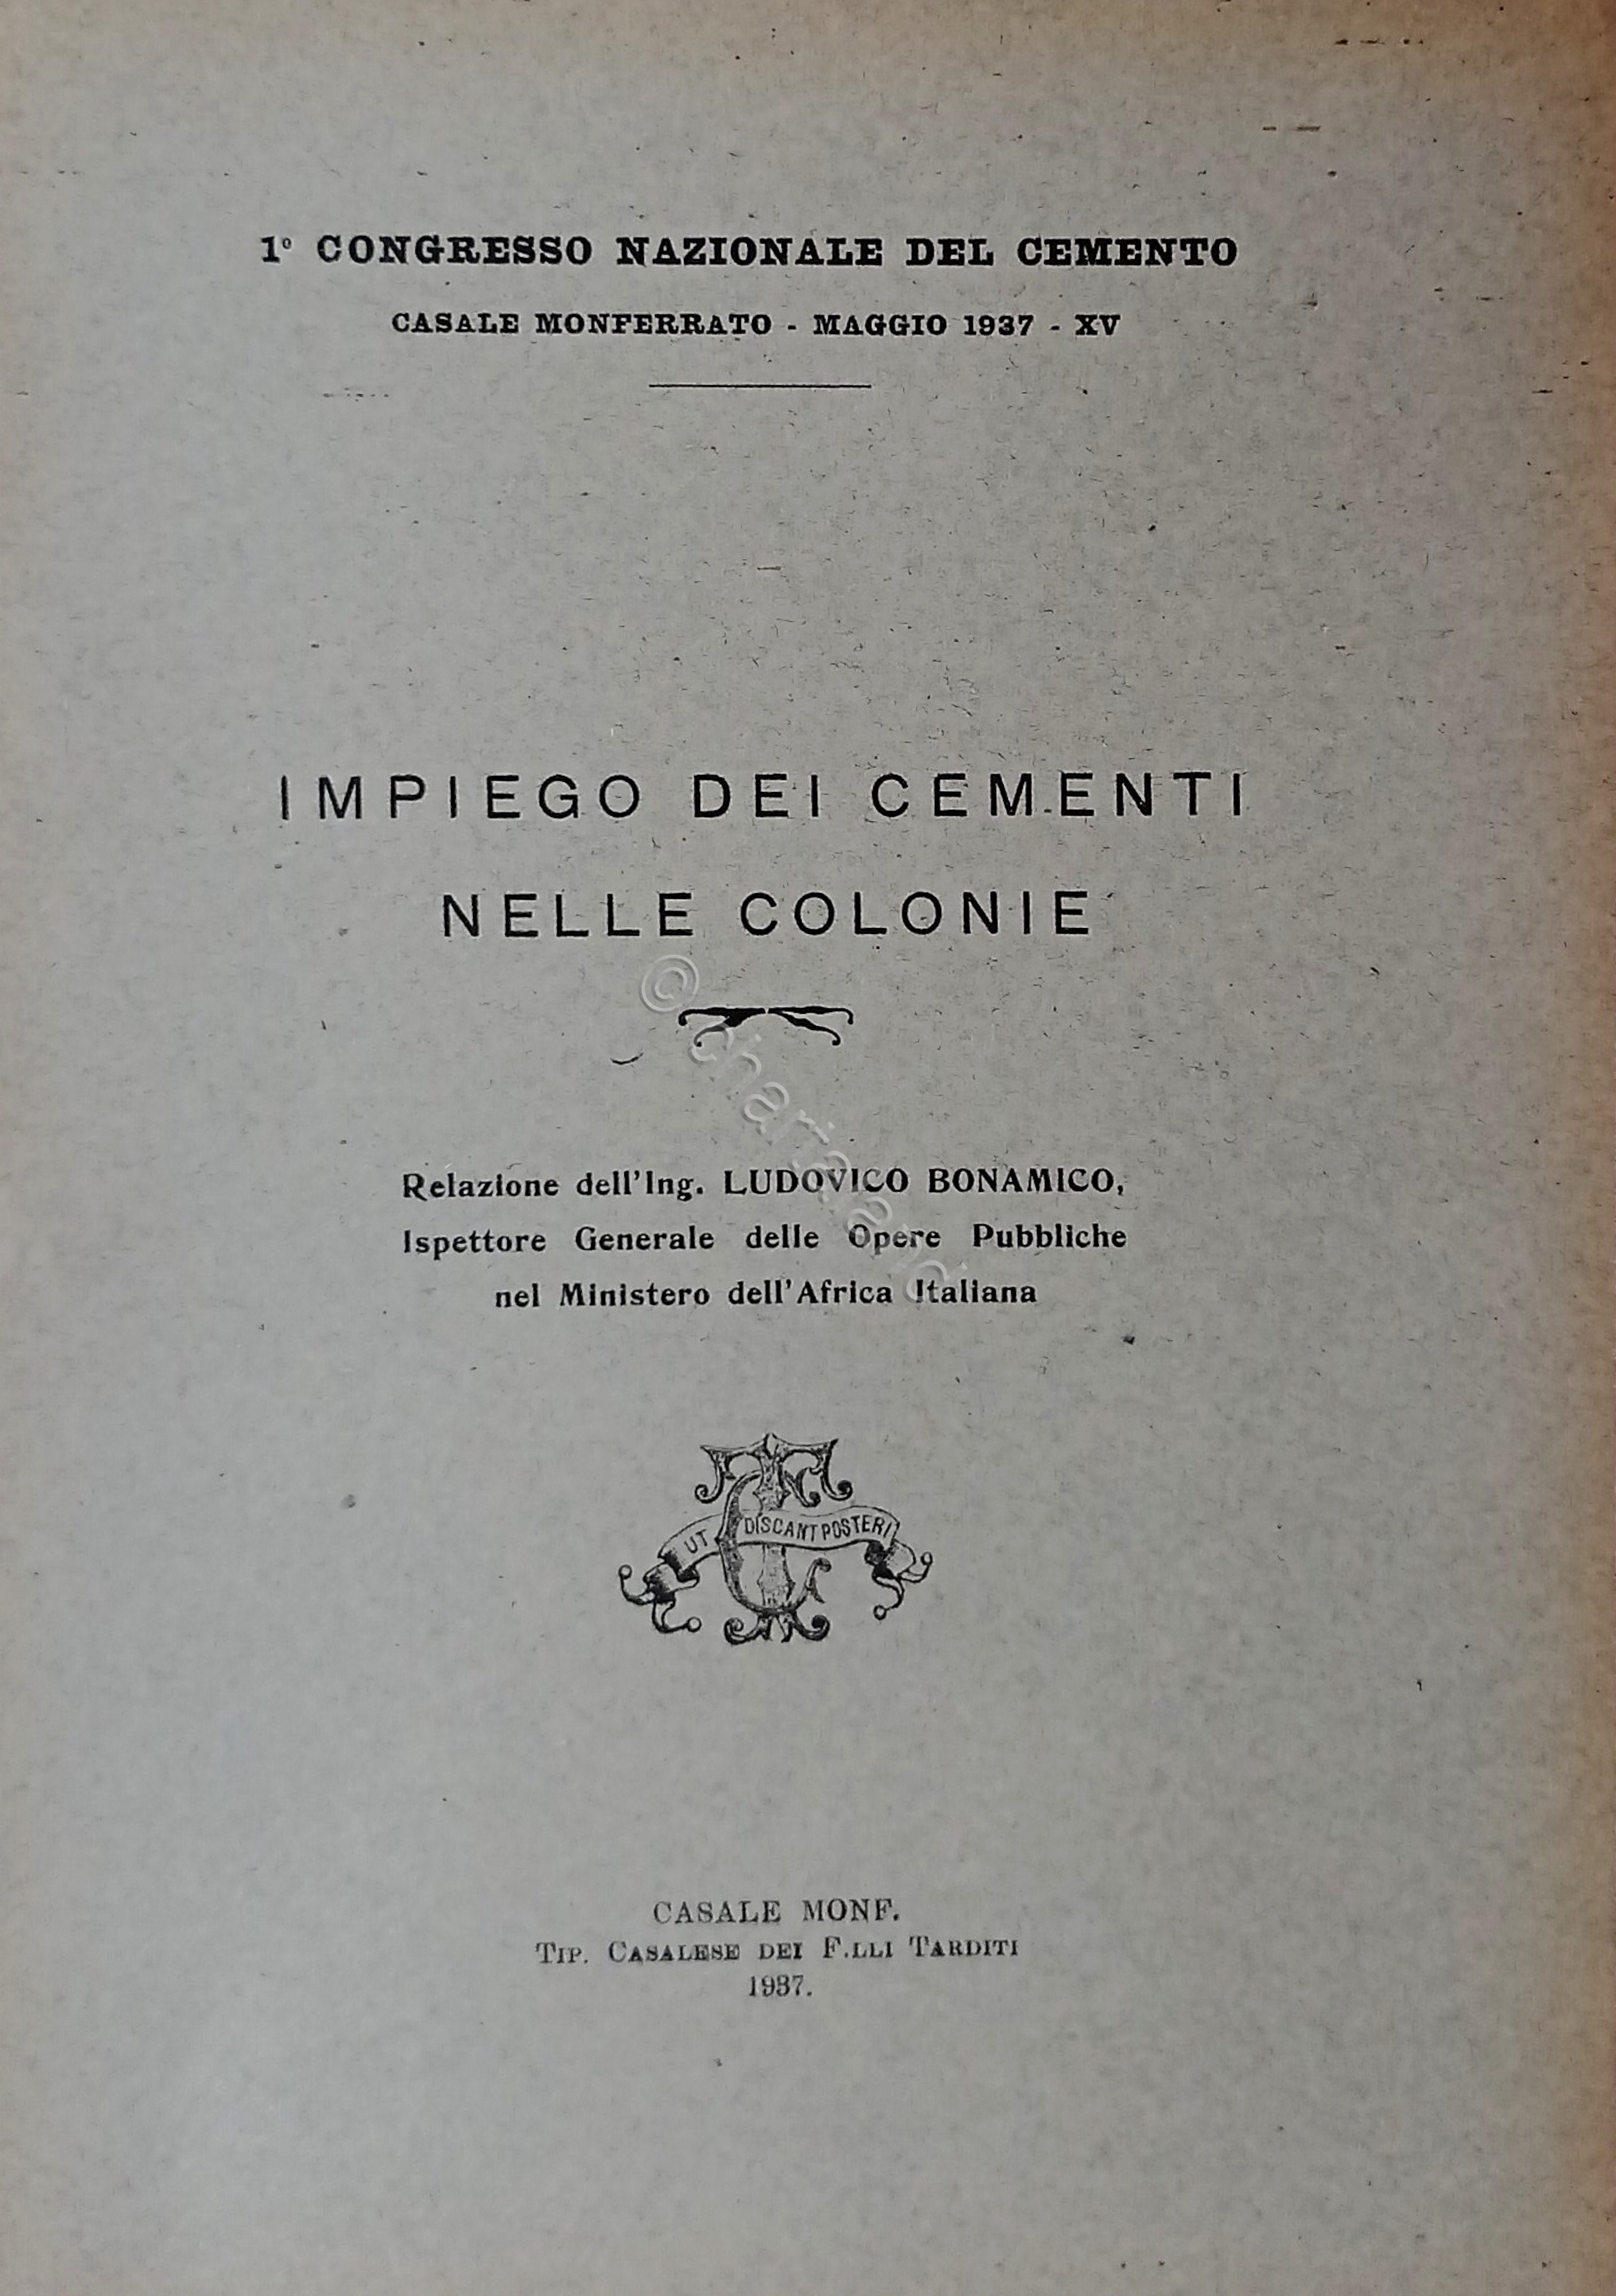 1° CONGRESSO NAZIONALE DEL CEMENTO
CASALE MONFERRATO - MAGGIO 1937 - XV
IMPIEGO DEI CEMENTI
NELLE COLONIE
Relazione dell'Ing. LUDOVICO BONAMICO,
Ispettore Generale delle Opere Pubbliche
nel Ministero dell'Africa Italiana
UT DISCANT POSTERI
CASALE MONF.
TIP. CASALESE DEI F.LLI TARDITI
1937.